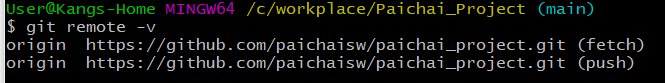 User@Kangs-Home MINGW64 /c/workplace/Paichai_Project (main)
$ git remote -v
origin  https://github.com/paichaisw/paichai_project.git (fetch)
origin  https://github.com/paichaisw/paichai_project.git (push)